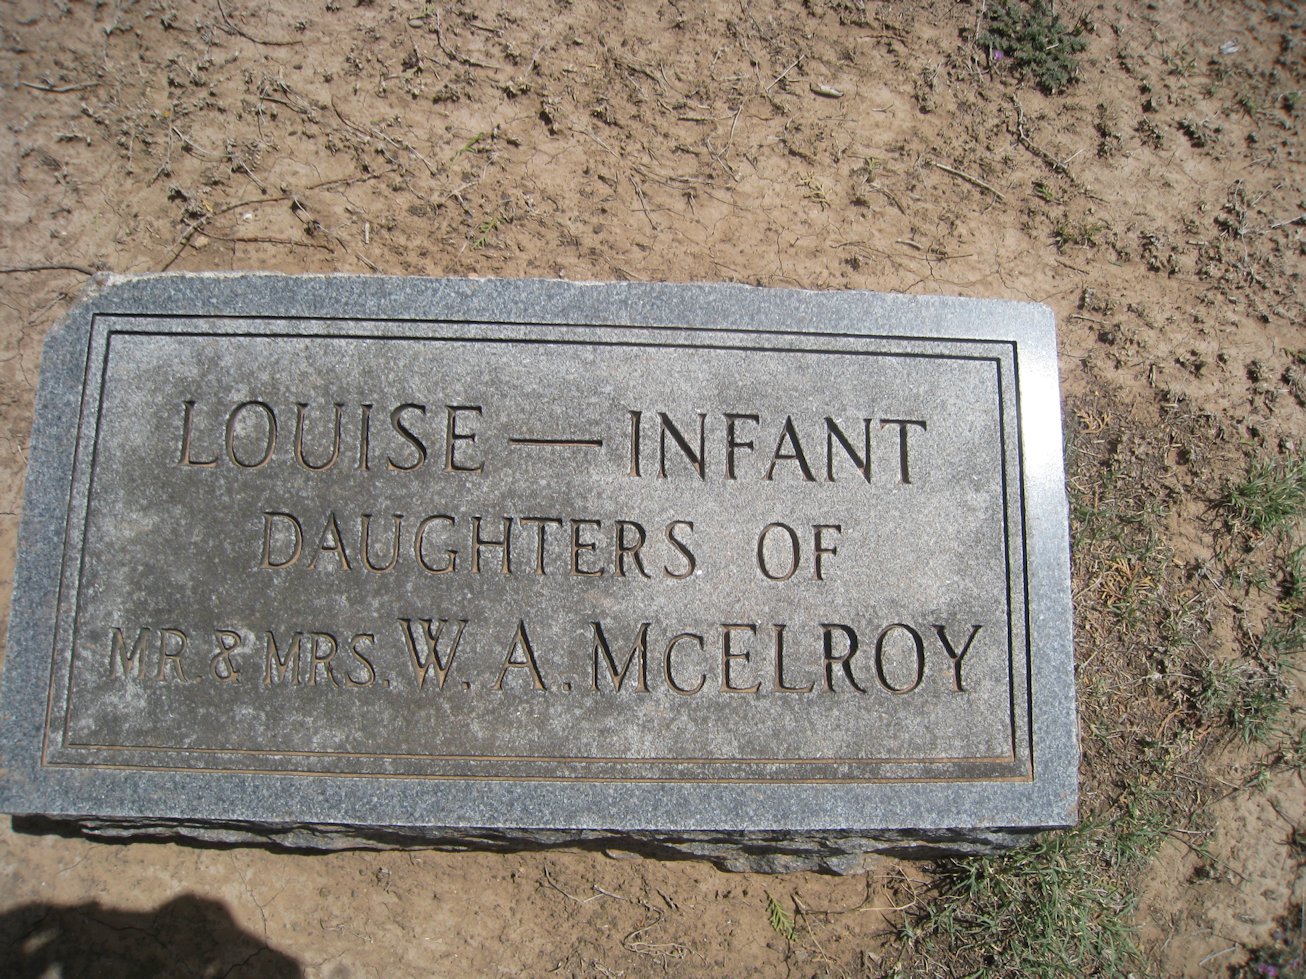 LOUISE — INFANT
DAUGHTERS OF
MR. & MRS. W. A. MCELROY